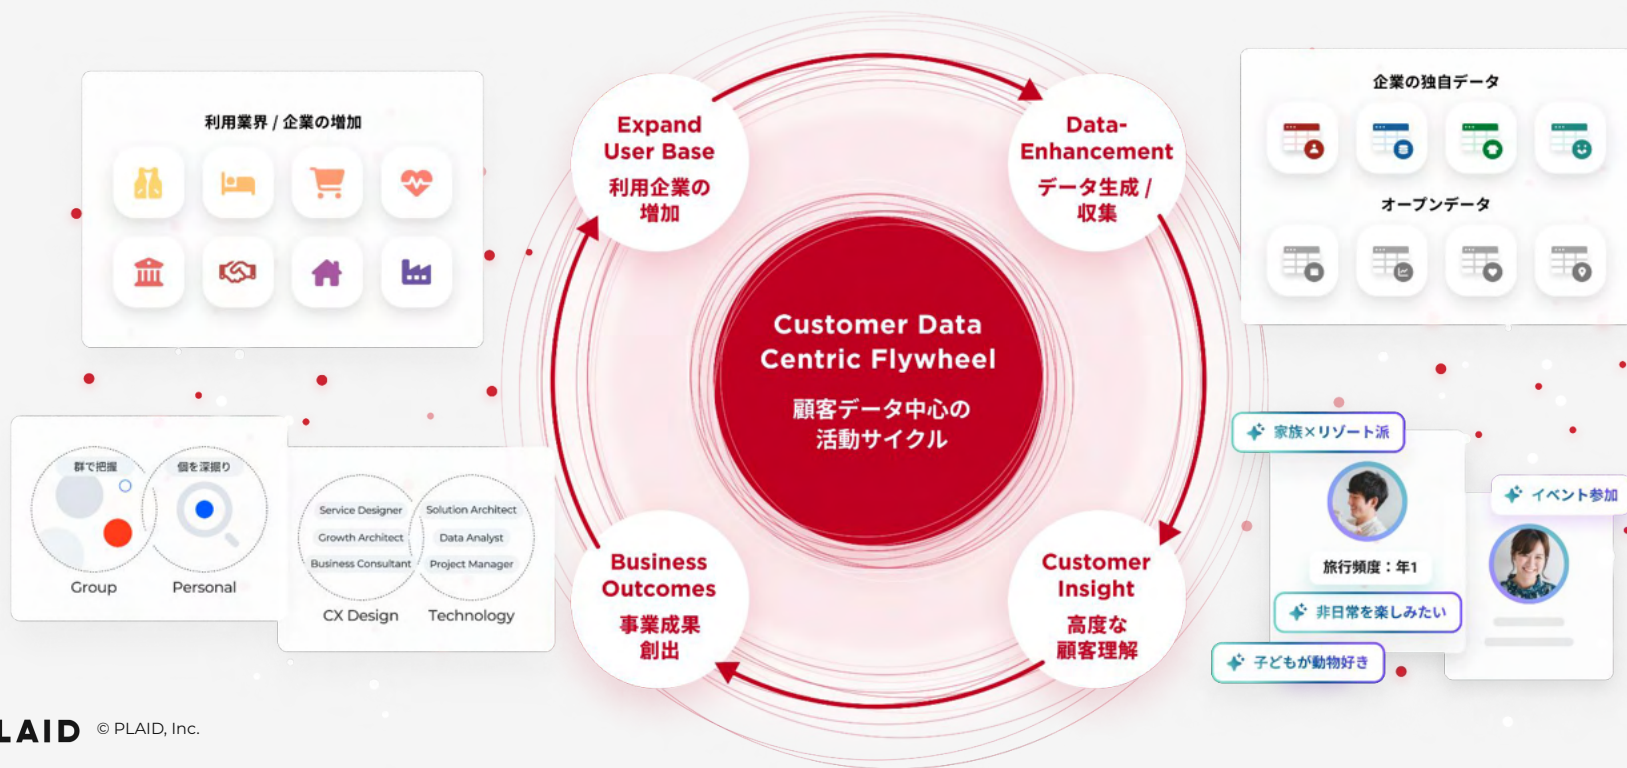 利用業界 / 企業の増加
Expand
User Base
利用企業の
増加
Data-
Enhancement
データ生成 /
収集
企業の独自データ
オープンデータ
Customer Data
Centric Flywheel
顧客データ中心の
活動サイクル
群で把握
個を深掘り
Group
Personal
Service Designer
Growth Architect
Business Consultant
CX Design
Solution Architect
Data Analyst
Project Manager
Technology
Business
Outcomes
事業成果
創出
Customer
Insight
高度な
顧客理解
家族×リゾート派
旅行頻度：年1
非日常を楽しみたい
子どもが動物好き
イベント参加
LAID
© PLAID, Inc.